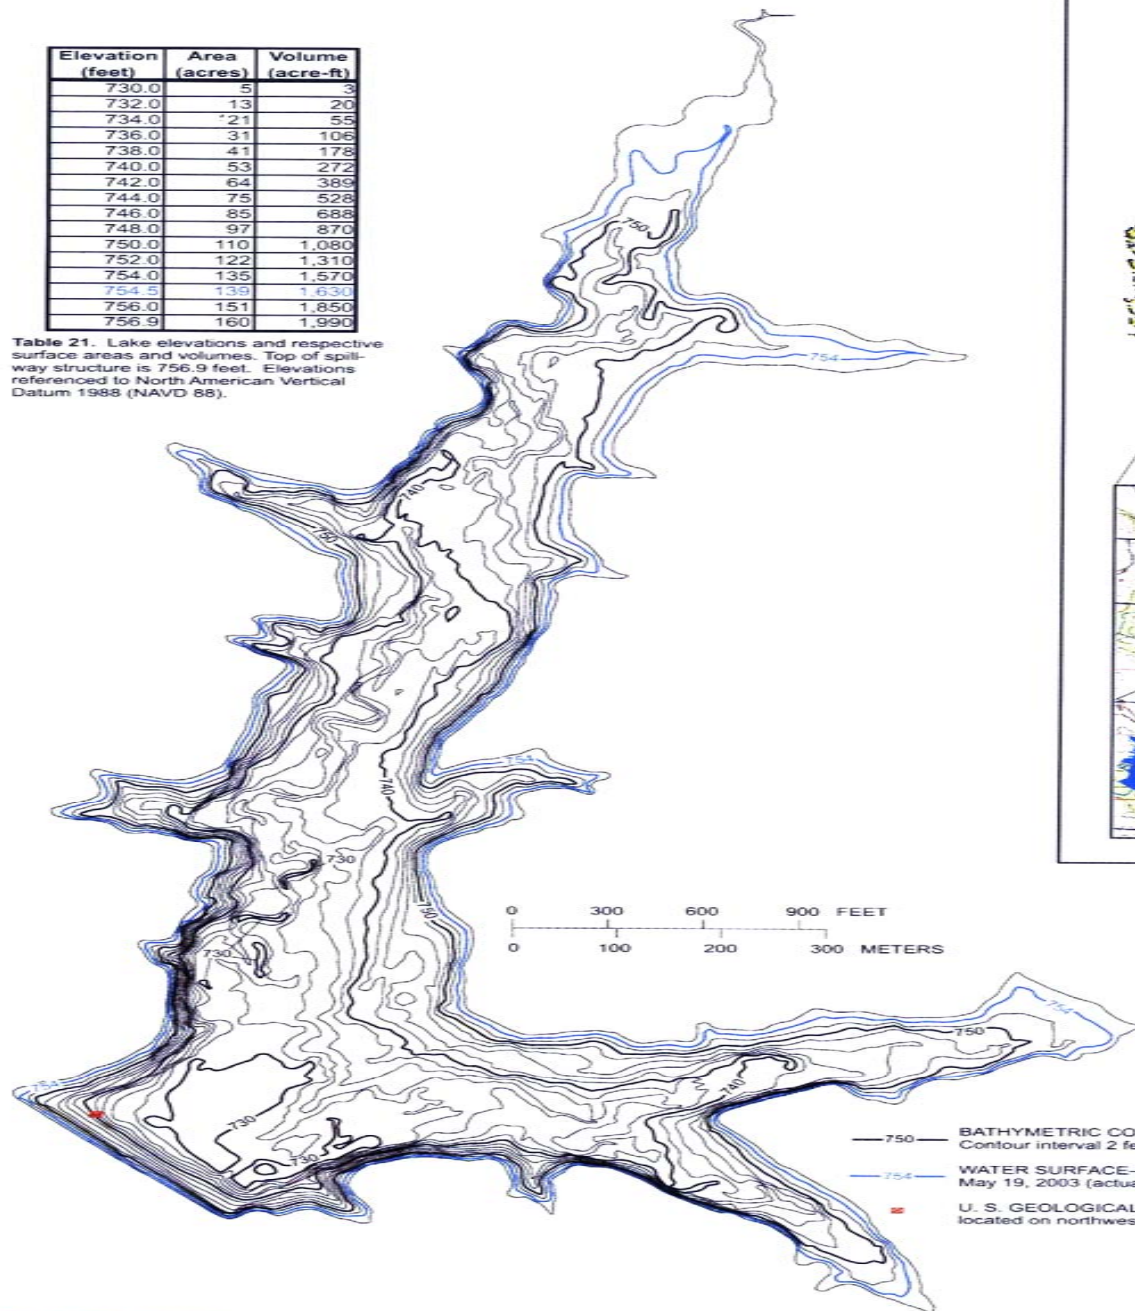 Elevation (feet) Area (acres) Volume (acre-ft)
730.0 5 3
732.0 13 20
734.0 21 55
736.0 31 106
738.0 41 178
740.0 53 272
742.0 64 389
744.0 75 528
746.0 85 688
748.0 97 870
750.0 110 1,080
752.0 122 1,310
754.0 135 1,570
754.5 139 1,630
756.0 151 1,850
756.9 160 1,990
Table 21. Lake elevations and respective
surface areas and volumes. Top of spill-
way structure is 756.9 feet. Elevations
referenced to North American Vertical
Datum 1988 (NAVD 88).
750
754
740
750
754
740
730
750
730
0 300 600 900 FEET
0 100 200 300 METERS
754
750
754
740
730
730
750 BATHYMETRIC CO
Contour interval 2 fe
754 WATER SURFACE-
May 19, 2003 (actua
U. S. GEOLOGICAL
located on northwes